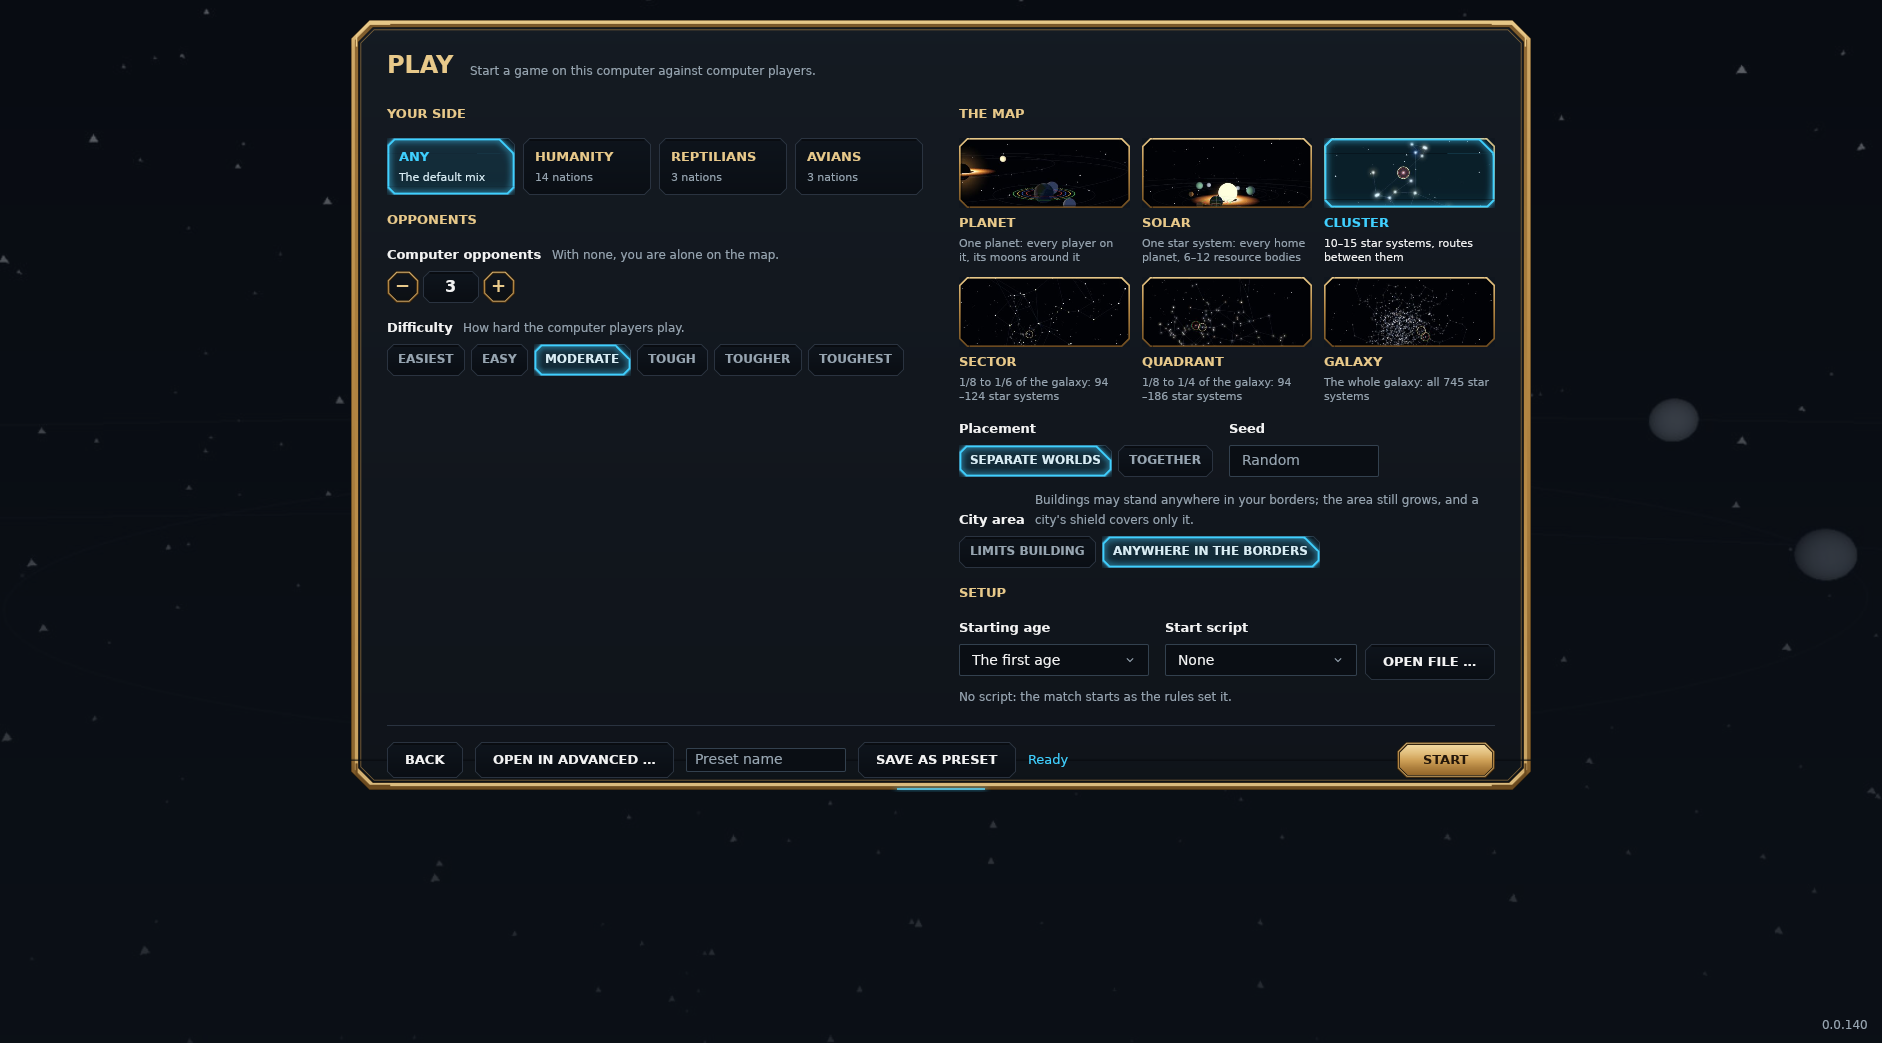 PLAY
Start a game on this computer against computer players.
YOUR SIDE
ANY
The default mix
HUMANITY
14 nations
REPTILIANS
3 nations
AVIANS
3 nations
OPPONENTS
Computer opponents
With none, you are alone on the map.
−
3
+
Difficulty
How hard the computer players play.
EASIEST
EASY
MODERATE
TOUGH
TOUGHER
TOUGHEST
THE MAP
PLANET
One planet: every player on
it, its moons around it
SOLAR
One star system: every home
planet, 6–12 resource bodies
CLUSTER
10–15 star systems, routes
between them
SECTOR
1/8 to 1/6 of the galaxy: 94
–124 star systems
QUADRANT
1/8 to 1/4 of the galaxy: 94
–186 star systems
GALAXY
The whole galaxy: all 745 star
systems
Placement
SEPARATE WORLDS
TOGETHER
Seed
Random
City area
Buildings may stand anywhere in your borders; the area still grows, and a
city's shield covers only it.
LIMITS BUILDING
ANYWHERE IN THE BORDERS
SETUP
Starting age
The first age
Start script
None
OPEN FILE ...
No script: the match starts as the rules set it.
BACK
OPEN IN ADVANCED ...
Preset name
SAVE AS PRESET
Ready
START
0.0.140